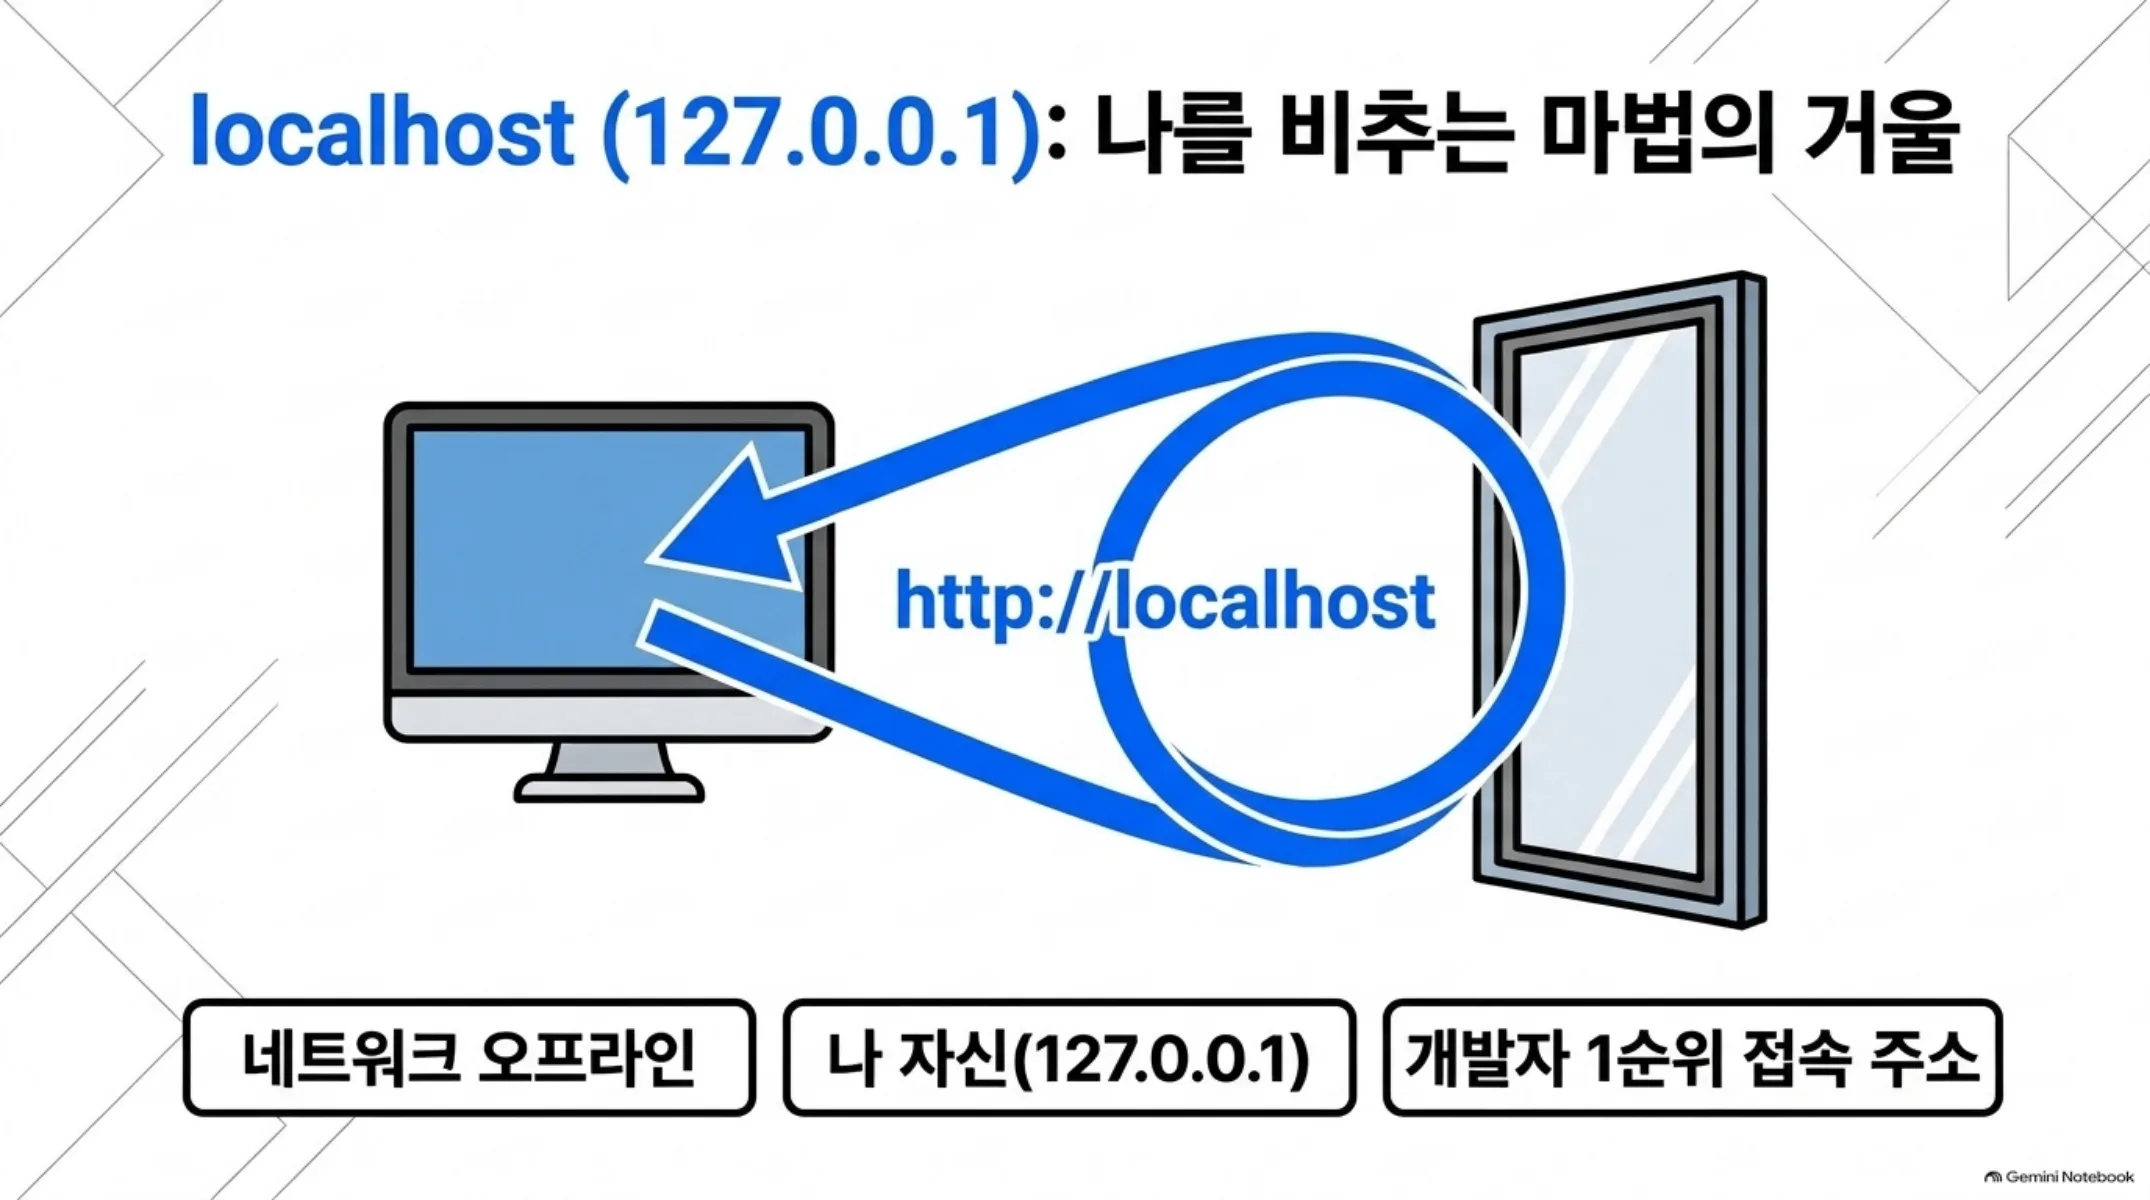 localhost (127.0.0.1): 나를 비추는 마법의 거울
http://localhost
네트워크 오프라인
나 자신(127.0.0.1)
개발자 1순위 접속 주소
Gemini Notebook